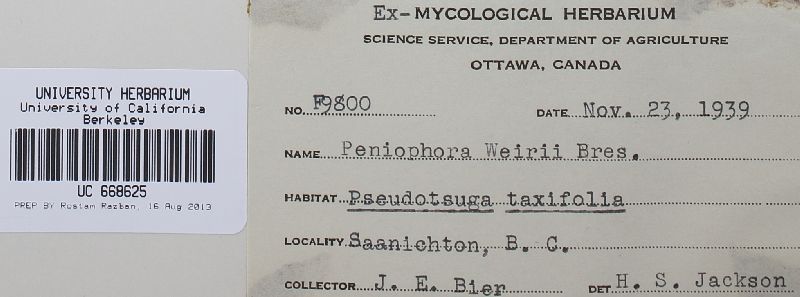 UNIVERSITY HERBARIUM
University of California
Berkeley
UC 668625
PREP BY Rostam Razban, 16 Aug 2013
Ex-MYCOLOGICAL HERBARIUM
SCIENCE SERVICE, DEPARTMENT OF AGRICULTURE
OTTAWA, CANADA
NO. F9800 DATE Nov. 23, 1939
NAME Peniophora Weirii Bres.
HABITAT Pseudotsuga taxifolia
LOCALITY Saanichton, B. C.
COLLECTOR J. E. Bier DET H. S. Jackson